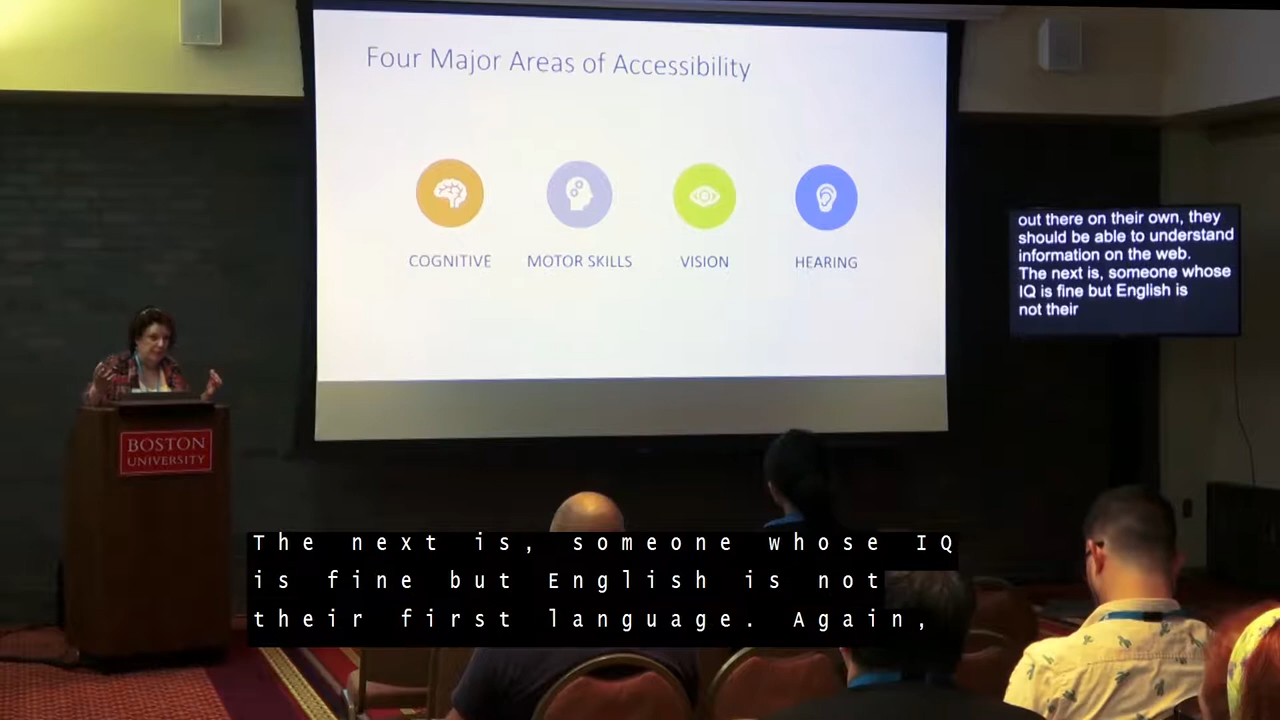 Four Major Areas of Accessibility
COGNITIVE
MOTOR SKILLS
VISION
HEARING
out there on their own, they
should be able to understand
information on the web.
The next is, someone whose
IQ is fine but English is
not their
BOSTON
UNIVERSITY
The next is, someone whose IQ
is fine but English is not
their first language. Again,